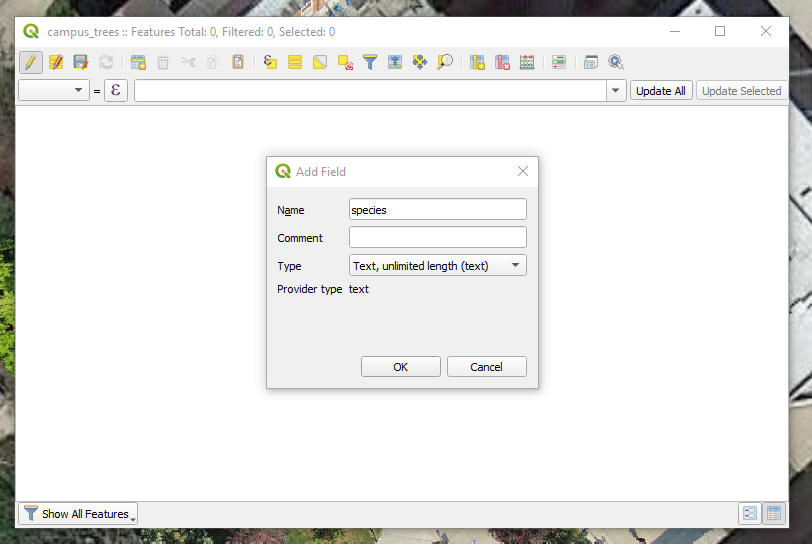 campus_trees :: Features Total: 0, Filtered: 0, Selected: 0
= ε Update All Update Selected
Add Field
Name species
Comment
Type Text, unlimited length (text)
Provider type text
OK Cancel
Show All Features